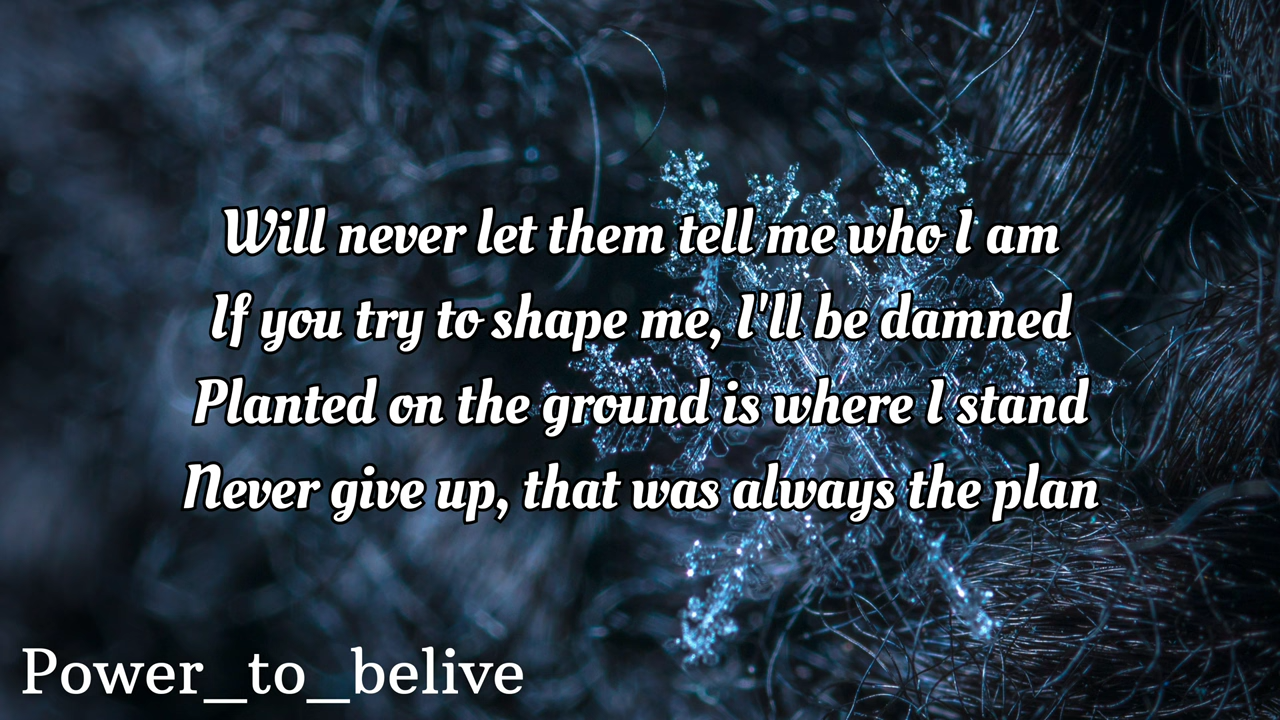 Will never let them tell me who I am
If you try to shape me, I'll be damned
Planted on the ground is where I stand
Never give up, that was always the plan
Power_to_belive